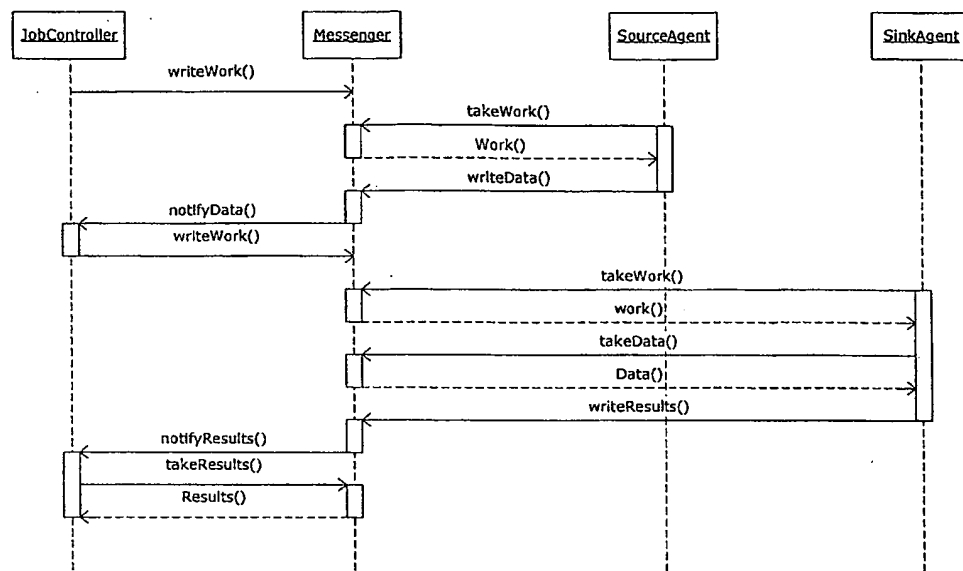 JobController
Messenger
SourceAgent
SinkAgent
writeWork()
takeWork()
Work()
writeData()
notifyData()
writeWork()
takeWork()
work()
takeData()
Data()
writeResults()
notifyResults()
takeResults()
Results()